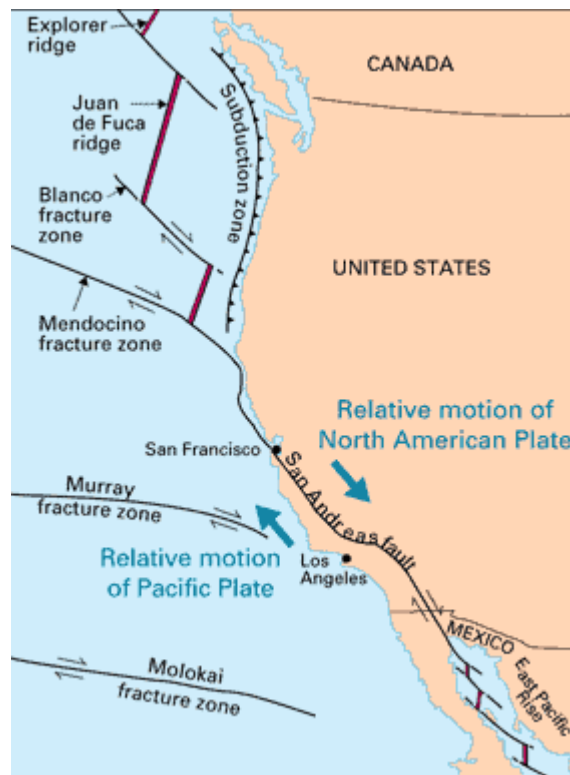 Explorer
ridge
CANADA
Juan
de Fuca
ridge
Subduction zone
Blanco
fracture
zone
UNITED STATES
Mendocino
fracture zone
Relative motion of
North American Plate
San Francisco
San Andreas fault
Murray
fracture zone
Relative motion
of Pacific Plate
Los
Angeles
MEXICO
East Pacific
Rise
Molokai
fracture zone